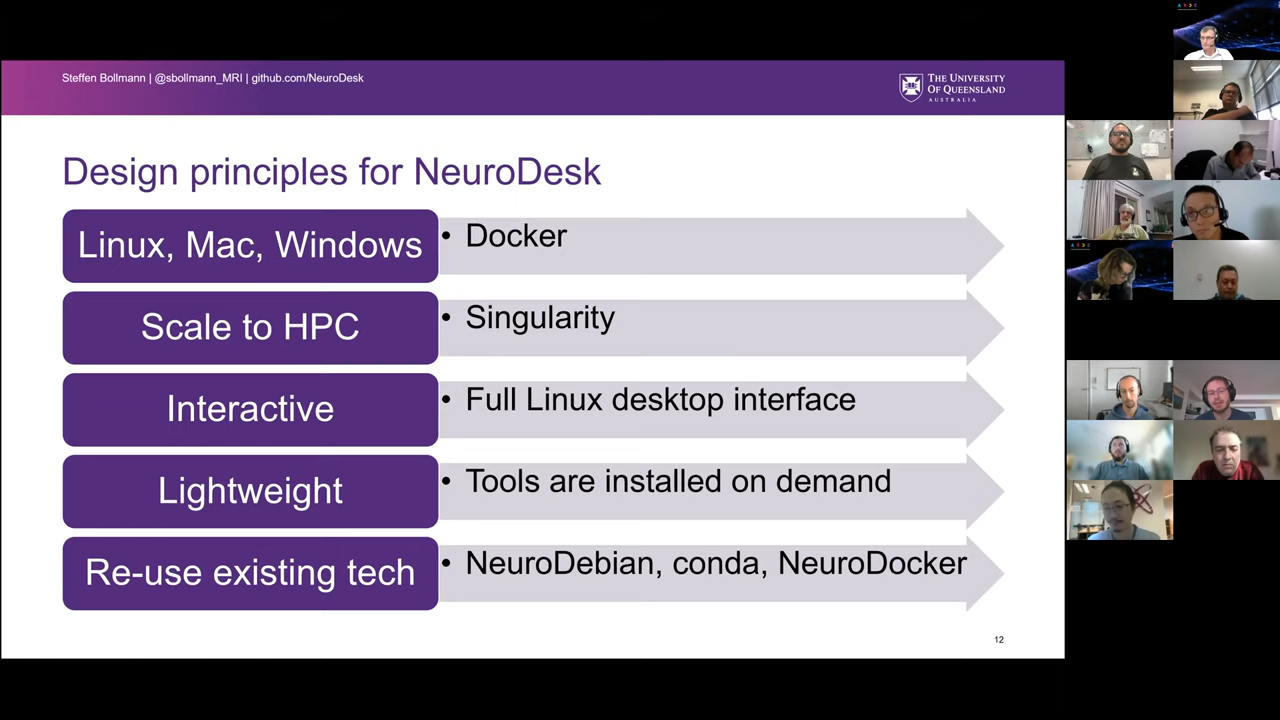 Steffen Bollmann | @sbollmann_MRI | github.com/NeuroDesk
THE UNIVERSITY
OF QUEENSLAND
AUSTRALIA
Design principles for NeuroDesk
Linux, Mac, Windows
• Docker
Scale to HPC
• Singularity
Interactive
• Full Linux desktop interface
Lightweight
• Tools are installed on demand
Re-use existing tech
• NeuroDebian, conda, NeuroDocker
12